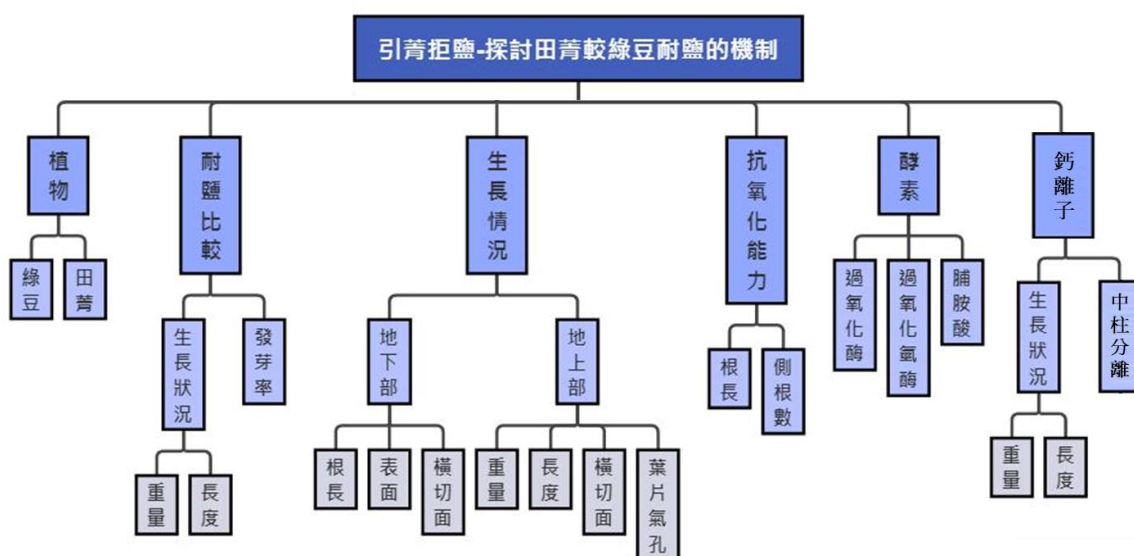 引菁拒鹽-探討田菁較綠豆耐鹽的機制
植物
綠豆
田菁
耐鹽比較
生長狀況
重量
長度
發芽率
生長情況
地下部
根長
表面
橫切面
地上部
重量
長度
橫切面
葉片氣孔
抗氧化能力
根長
側根數
酵素
過氧化酶
過氧化氫酶
脯胺酸
鈣離子
生長狀況
重量
長度
中柱分離